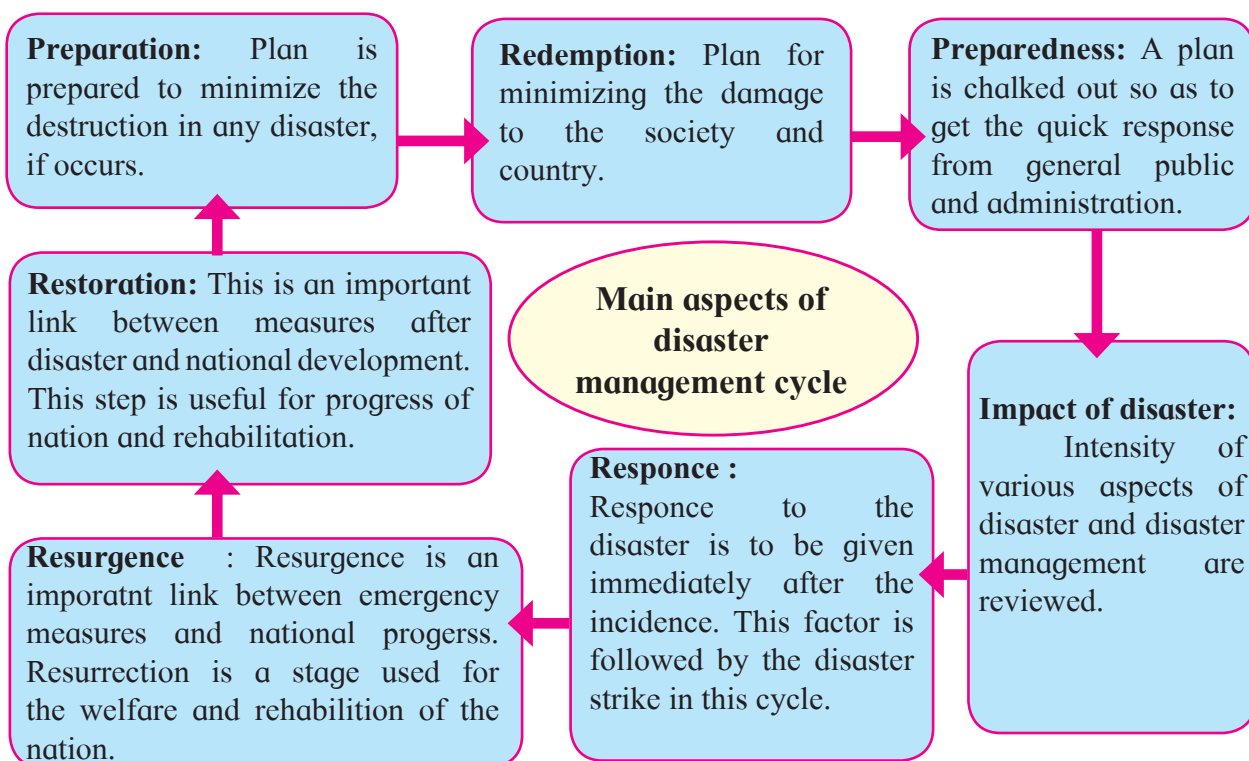 Preparation: Plan is
prepared to minimize the
destruction in any disaster,
if occurs.
Redemption: Plan for
minimizing the damage
to the society and
country.
Preparedness: A plan
is chalked out so as to
get the quick response
from general public
and administration.
Restoration: This is an important
link between measures after
disaster and national development.
This step is useful for progress of
nation and rehabilitation.
Main aspects of
disaster
management cycle
Impact of disaster:
Intensity of
various aspects of
disaster and disaster
management are
reviewed.
Responce :
Responce to the
disaster is to be given
immediately after the
incidence. This factor is
followed by the disaster
strike in this cycle.
Resurgence : Resurgence is an
imporatnt link between emergency
measures and national progerss.
Resurrection is a stage used for
the welfare and rehabilition of the
nation.